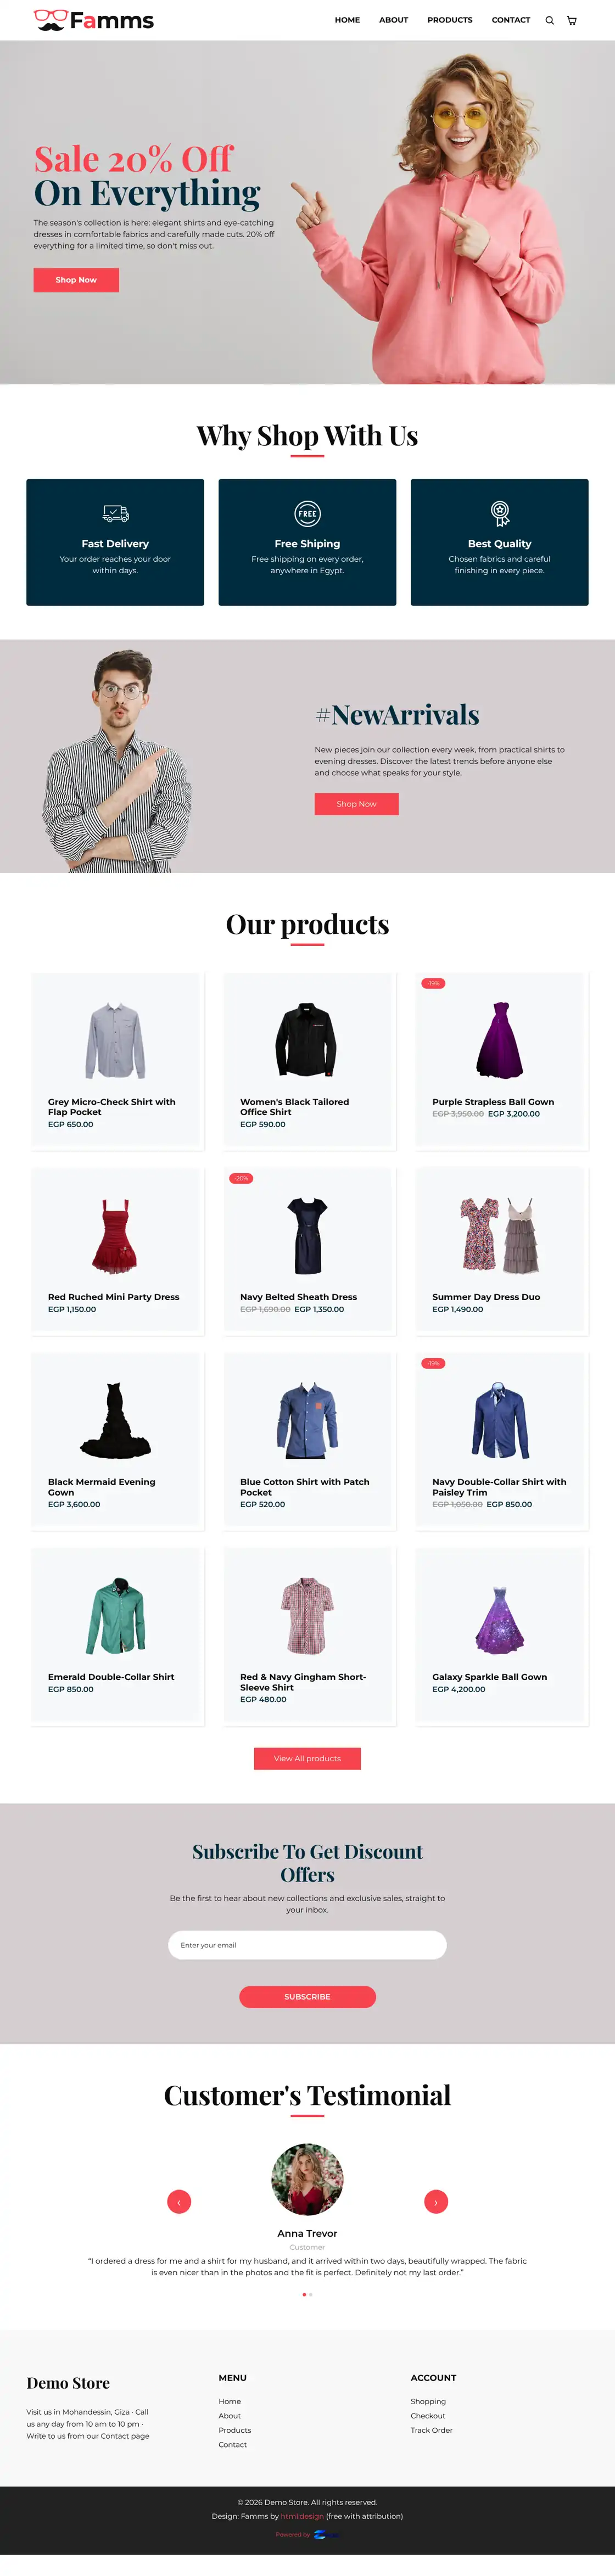 Famms
HOME ABOUT PRODUCTS CONTACT
Sale 20% Off
On Everything
The season's collection is here: elegant shirts and eye-catching
dresses in comfortable fabrics and carefully made cuts. 20% off
everything for a limited time, so don't miss out.
Shop Now
Why Shop With Us
Fast Delivery
Your order reaches your door
within days.
FREE
Free Shiping
Free shipping on every order,
anywhere in Egypt.
Best Quality
Chosen fabrics and careful
finishing in every piece.
#NewArrivals
New pieces join our collection every week, from practical shirts to
evening dresses. Discover the latest trends before anyone else
and choose what speaks for your style.
Shop Now
Our products
Grey Micro-Check Shirt with
Flap Pocket
EGP 650.00
Women's Black Tailored
Office Shirt
EGP 590.00
-19%
Purple Strapless Ball Gown
EGP 3,950.00 EGP 3,200.00
Red Ruched Mini Party Dress
EGP 1,150.00
-20%
Navy Belted Sheath Dress
EGP 1,690.00 EGP 1,350.00
Summer Day Dress Duo
EGP 1,490.00
Black Mermaid Evening
Gown
EGP 3,600.00
Blue Cotton Shirt with Patch
Pocket
EGP 520.00
-19%
Navy Double-Collar Shirt with
Paisley Trim
EGP 1,050.00 EGP 850.00
Emerald Double-Collar Shirt
EGP 850.00
Red & Navy Gingham Short-
Sleeve Shirt
EGP 480.00
Galaxy Sparkle Ball Gown
EGP 4,200.00
View All products
Subscribe To Get Discount
Offers
Be the first to hear about new collections and exclusive sales, straight to
your inbox.
Enter your email
SUBSCRIBE
Customer's Testimonial
Anna Trevor
Customer
“I ordered a dress for me and a shirt for my husband, and it arrived within two days, beautifully wrapped. The fabric
is even nicer than in the photos and the fit is perfect. Definitely not my last order.”
Demo Store
Visit us in Mohandessin, Giza · Call
us any day from 10 am to 10 pm ·
Write to us from our Contact page
MENU
Home
About
Products
Contact
ACCOUNT
Shopping
Checkout
Track Order
© 2026 Demo Store. All rights reserved.
Design: Famms by html.design (free with attribution)
Powered by